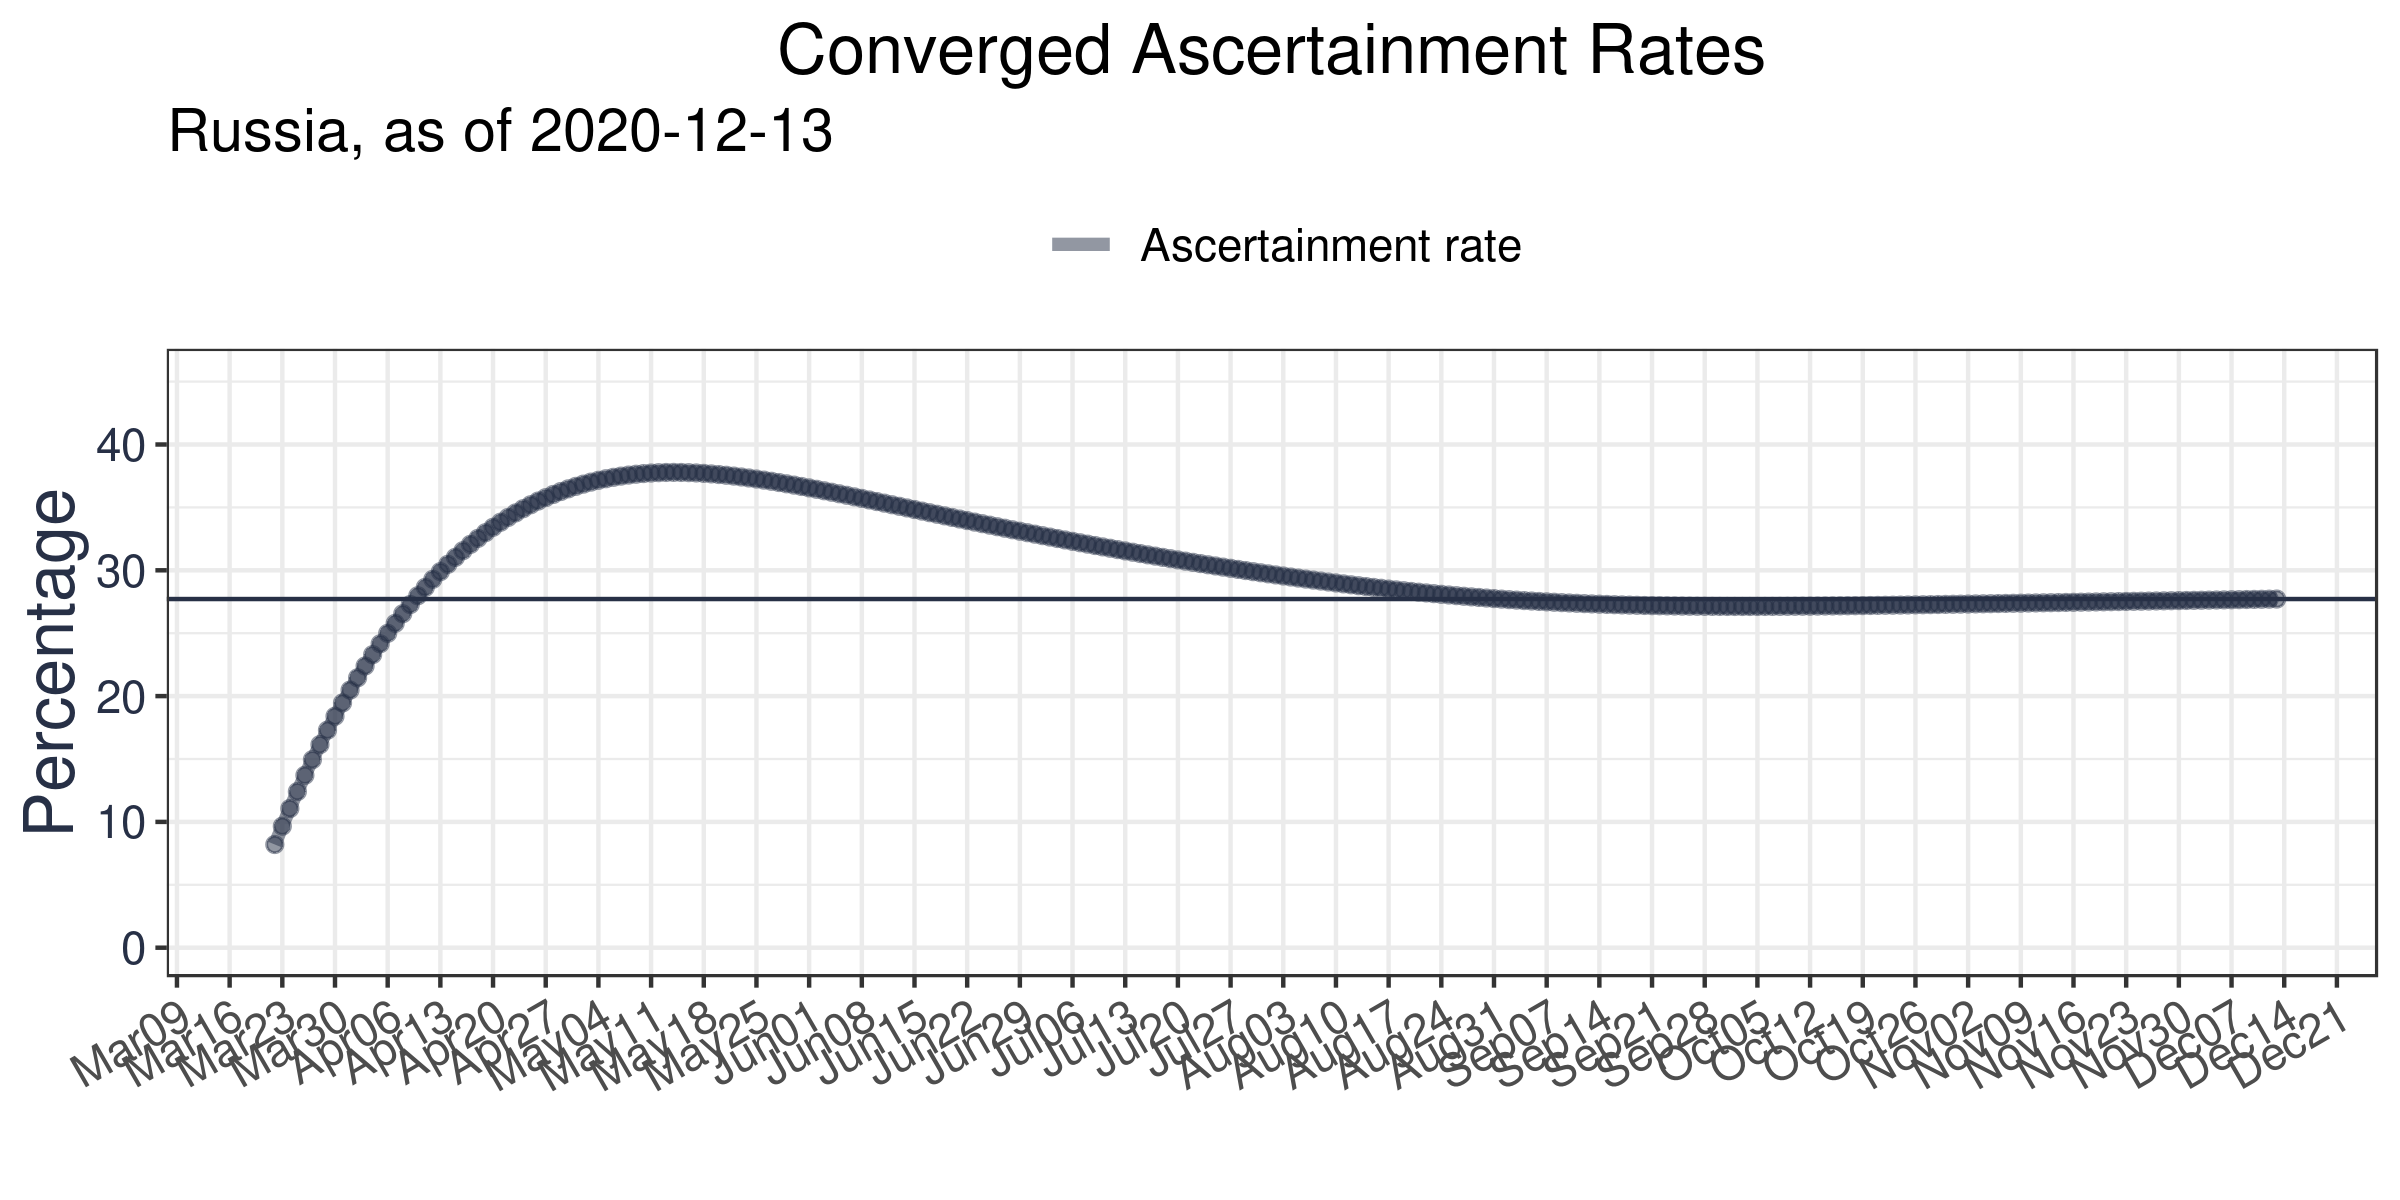 Converged Ascertainment Rates
Russia, as of 2020-12-13
Ascertainment rate
Percentage
40
30
20
10
0
Mar09 Mar16 Mar23 Mar30 Apr06 Apr13 Apr20 Apr27 May04 May11 May18 May25 Jun01 Jun08 Jun15 Jun22 Jun29 Jul06 Jul13 Jul20 Jul27 Aug03 Aug10 Aug17 Aug24 Aug31 Sep07 Sep14 Sep21 Sep28 Oct05 Oct12 Oct19 Oct26 Nov02 Nov09 Nov16 Nov23 Nov30 Dec07 Dec14 Dec21